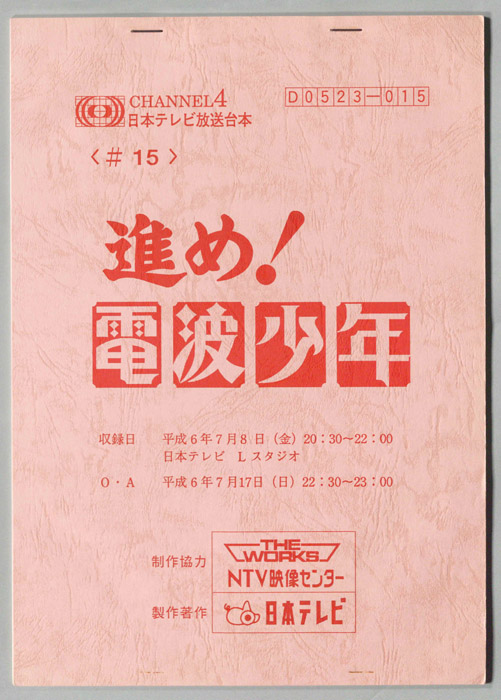 CHANNEL4
日本テレビ放送台本
D0523-015
〈# 15 〉
進め!
電波少年
収録日 平成6年7月8日(金)20:30〜22:00
日本テレビ Lスタジオ
O・A 平成6年7月17日(日)22:30〜23:00
制作協力
THE WORKS
NTV映像センター
製作著作
日本テレビ